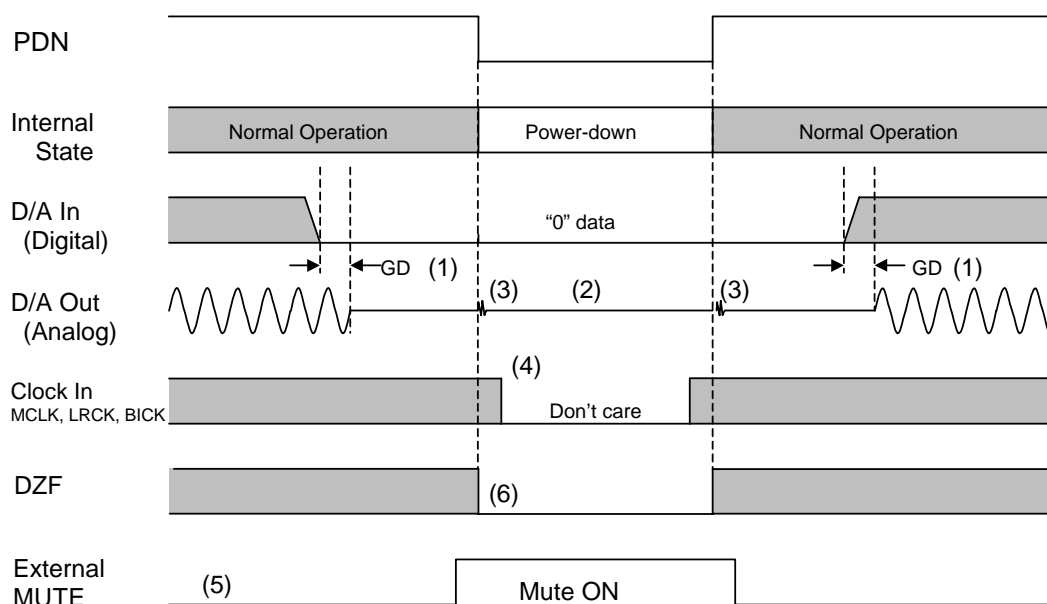 PDN
Internal
State
Normal Operation
Power-down
Normal Operation
D/A In
(Digital)
“0” data
GD (1)
GD (1)
D/A Out
(Analog)
(3)
(2)
(3)
Clock In
MCLK, LRCK, BICK
(4)
Don’t care
DZF
(6)
External
MUTE
(5)
Mute ON